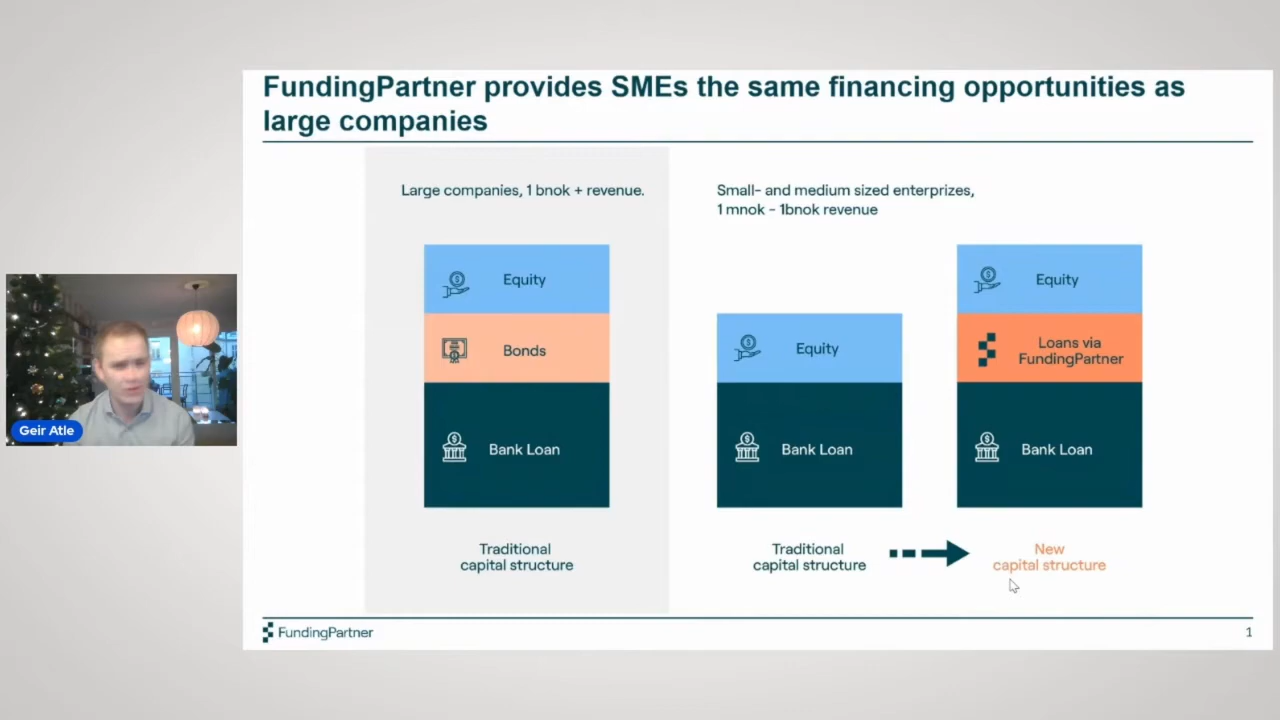 FundingPartner provides SMEs the same financing opportunities as
large companies
Large companies, 1 bnok + revenue.
Equity
Bonds
Bank Loan
Traditional
capital structure
Small- and medium sized enterprizes,
1 mnok - 1bnok revenue
Equity
Bank Loan
Traditional
capital structure
Equity
Loans via
FundingPartner
Bank Loan
New
capital structure
Geir Atle
FundingPartner
1